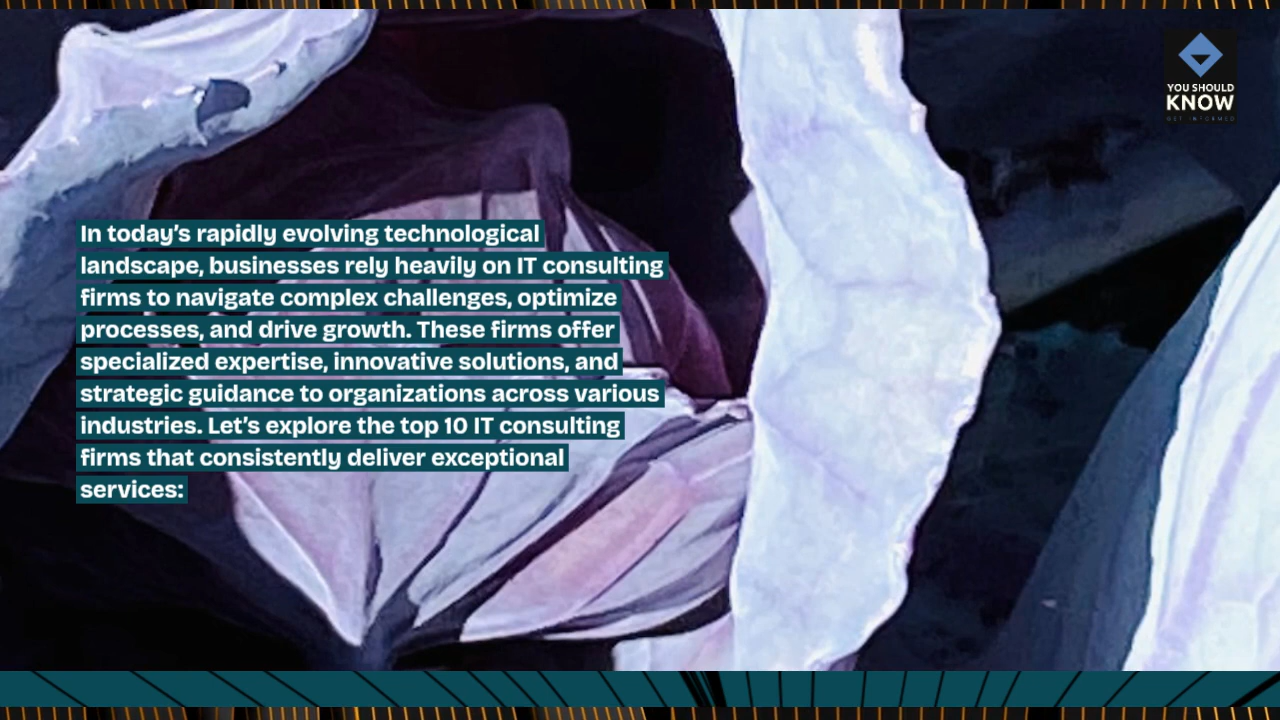 YOU SHOULD
KNOW
GET INFORMED
In today's rapidly evolving technological
landscape, businesses rely heavily on IT consulting
firms to navigate complex challenges, optimize
processes, and drive growth. These firms offer
specialized expertise, innovative solutions, and
strategic guidance to organizations across various
industries. Let's explore the top 10 IT consulting
firms that consistently deliver exceptional
services: